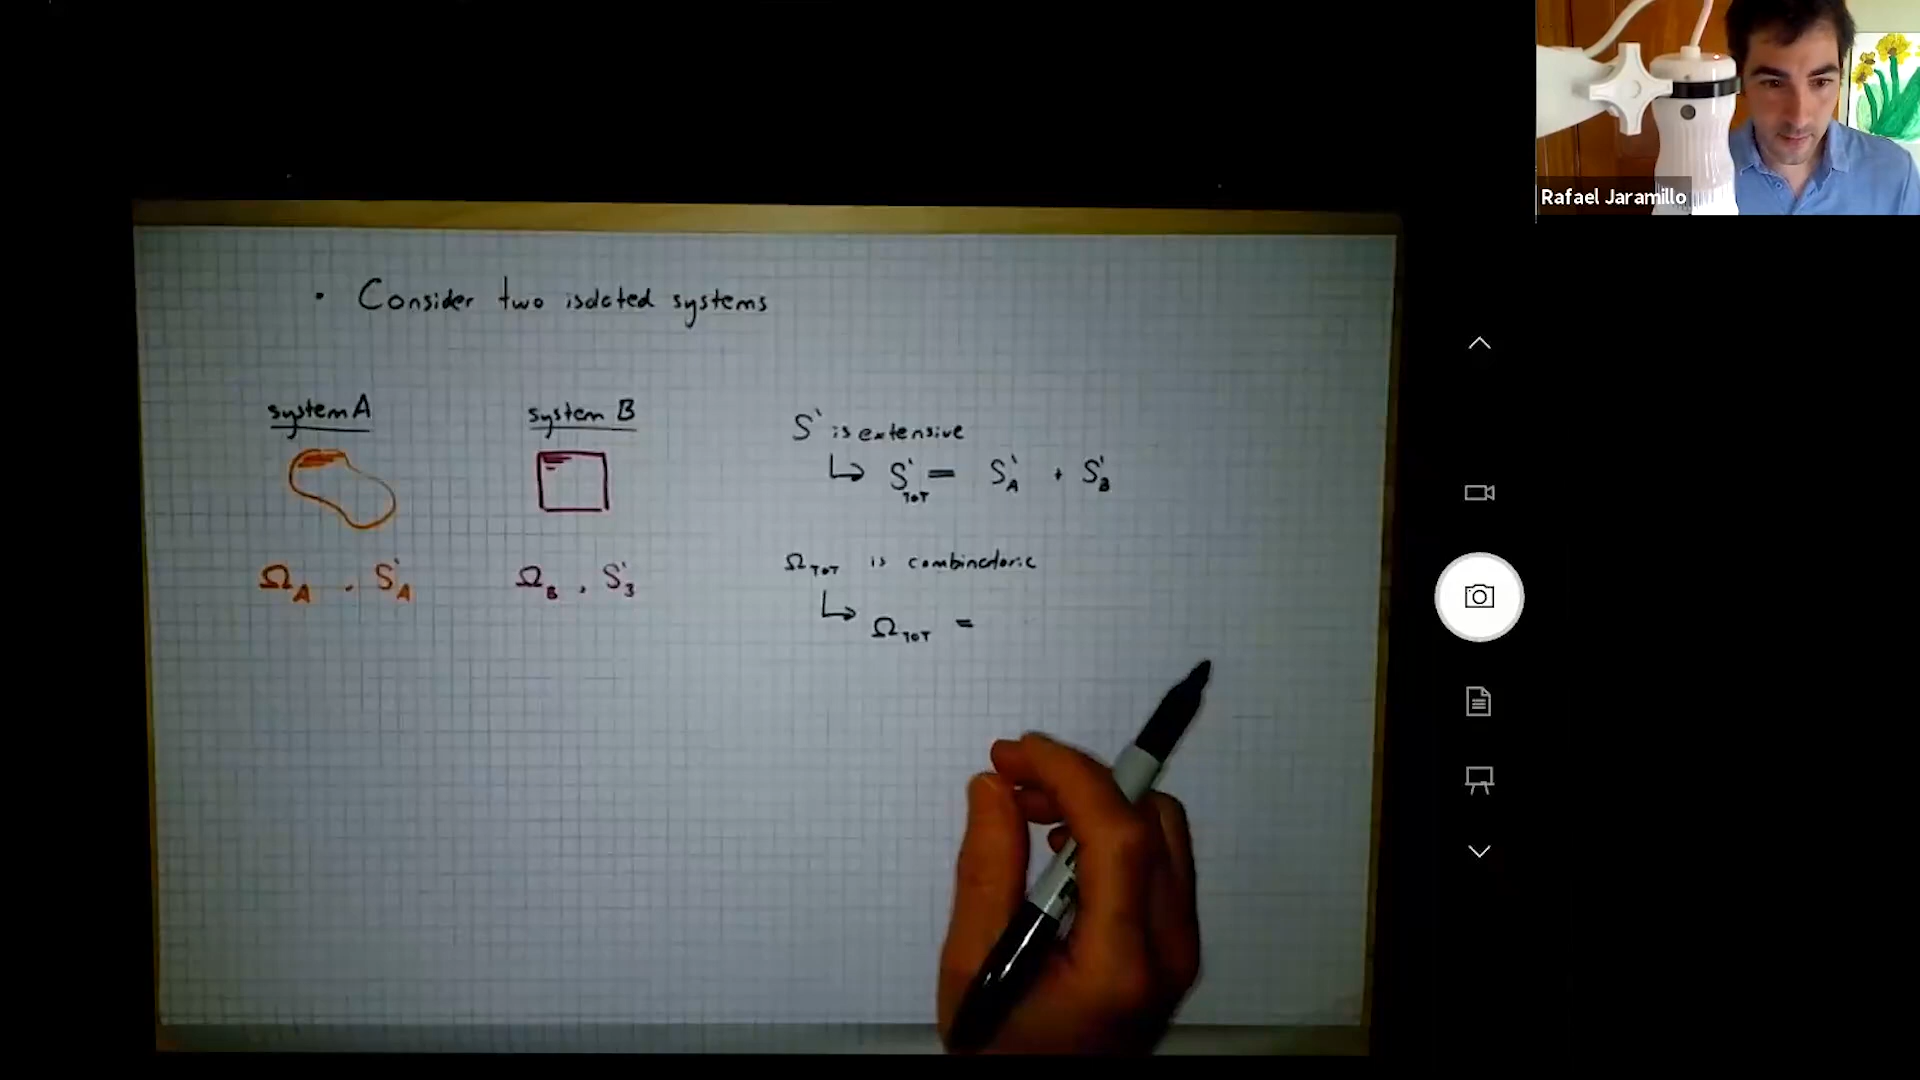 Rafael Jaramillo
• Consider two isolated systems
system A
system B
S' is extensive
↳ S'TOT = S'A + S'B
ΩA , S'A
ΩB , S'B
ΩTOT is combinatoric
↳ ΩTOT =